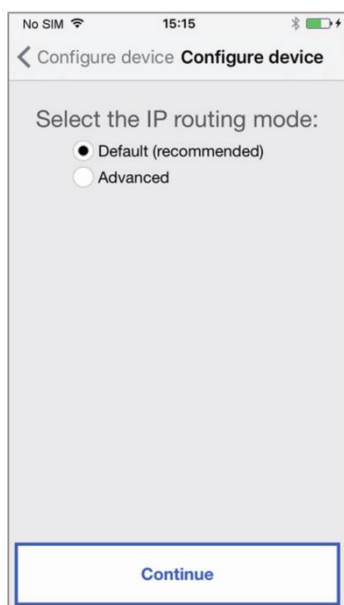 No SIM 15:15
Configure device Configure device
Select the IP routing mode:
Default (recommended)
Advanced
Continue